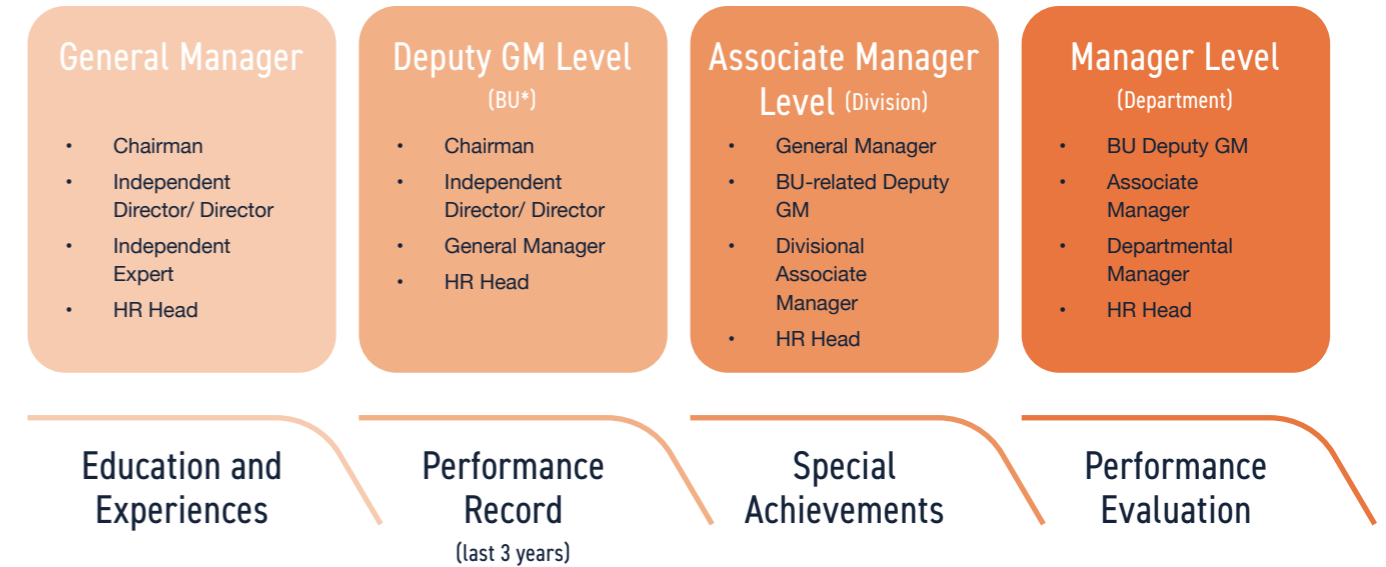 General Manager
• Chairman
• Independent
Director/ Director
• Independent
Expert
• HR Head
Deputy GM Level
(BU*)
• Chairman
• Independent
Director/ Director
• General Manager
• HR Head
Associate Manager
Level (Division)
• General Manager
• BU-related Deputy
GM
• Divisional
Associate
Manager
• HR Head
Manager Level
(Department)
• BU Deputy GM
• Associate
Manager
• Departmental
Manager
• HR Head
Education and
Experiences
Performance
Record
(last 3 years)
Special
Achievements
Performance
Evaluation